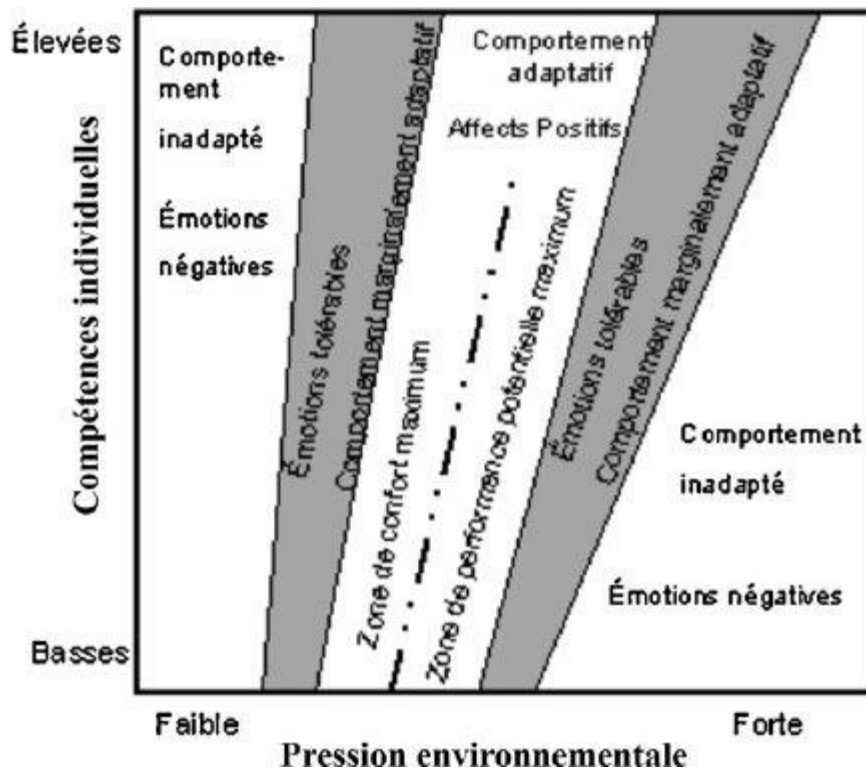 Élevées
Compétences individuelles
Basses
Comporte-
ment
inadapté
Émotions
négatives
Émotions tolérables
Comportement marginalement adaptatif
Comportement
adaptatif
Affects Positifs
Zone de confort maximum
Zone de performance potentielle maximum
Émotions tolérables
Comportement marginalement adaptatif
Comportement
inadapté
Émotions négatives
Faible
Forte
Pression environnementale